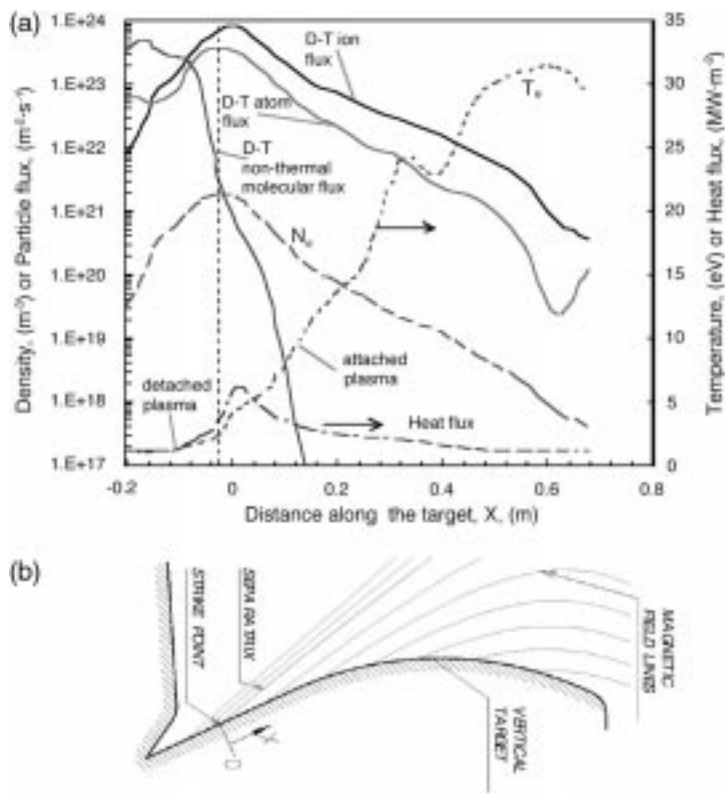 (a)
1.E+24
1.E+23
1.E+22
1.E+21
1.E+20
1.E+19
1.E+18
1.E+17
Density, (m⁻³) or Particle flux, (m⁻²·s⁻¹)
35
30
25
20
15
10
5
0
Temperature, (eV) or Heat flux, (MW·m⁻²)
D-T ion
flux
D-T atom
flux
D-T
non-thermal
molecular flux
Te
Ne
detached
plasma
attached
plasma
Heat flux
-0.2
0
0.2
0.4
0.6
0.8
Distance along the target, X, (m)
(b)
STRIKE POINT
SEPARATRIX
MAGNETIC
FIELD LINES
VERTICAL
TARGET
X